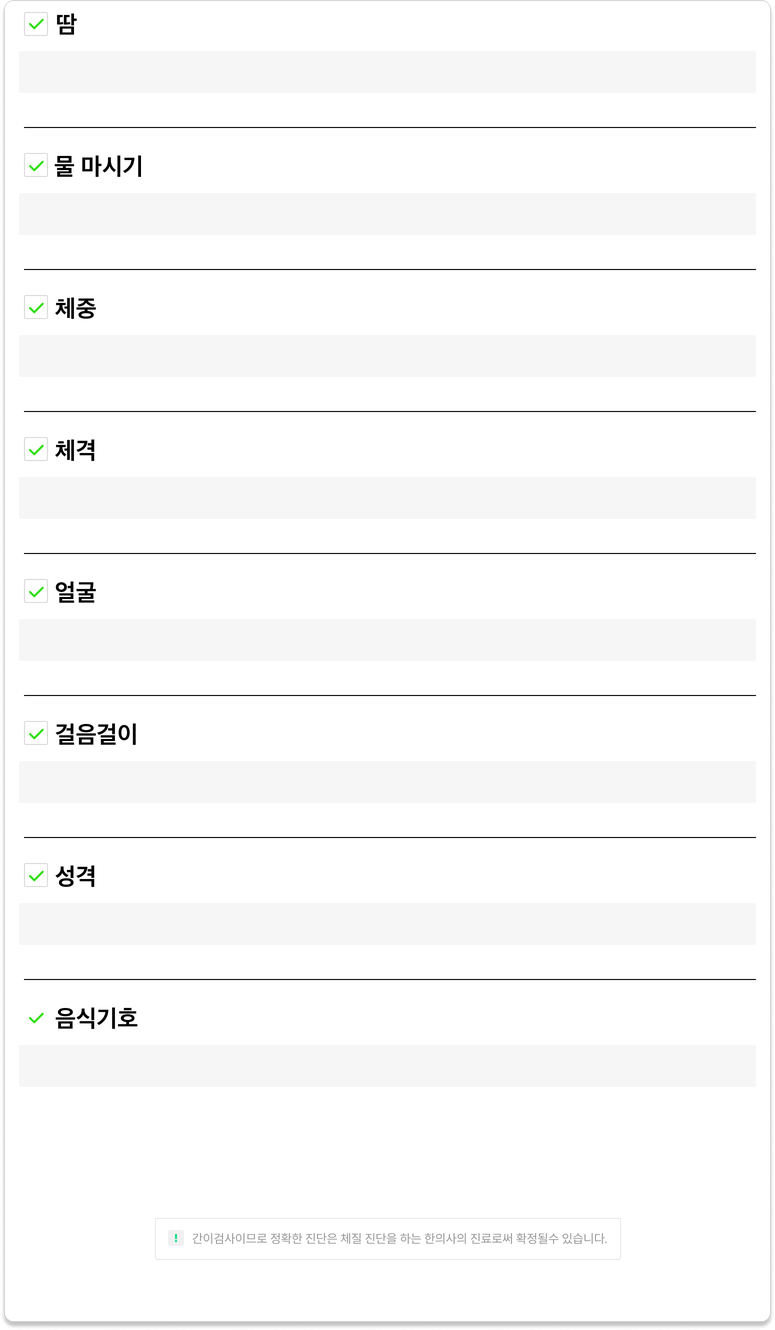 땀
물 마시기
체중
체격
얼굴
걸음걸이
성격
음식기호
! 간이검사이므로 정확한 진단은 체질 진단을 하는 한의사의 진료로써 확정될수 있습니다.